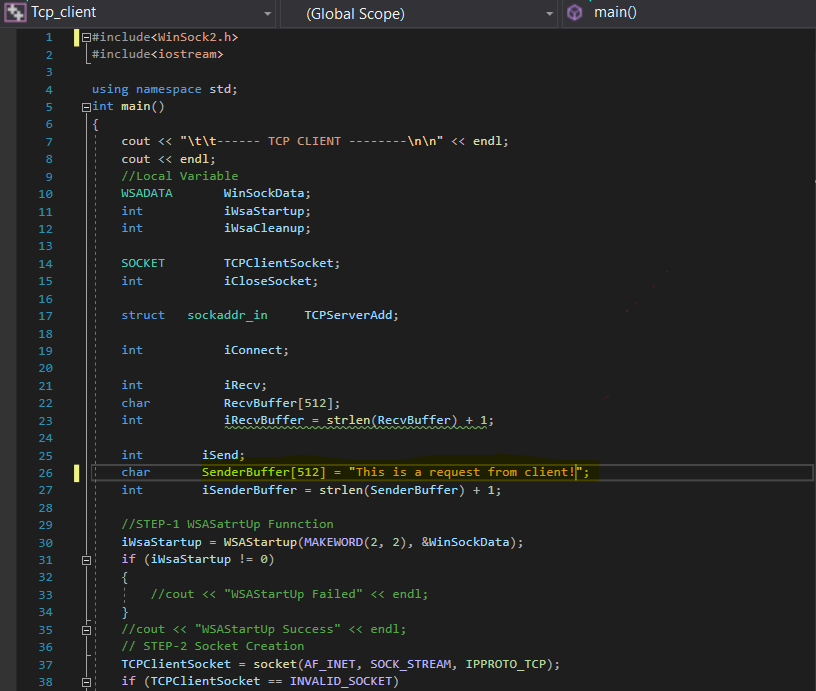 Tcp_client (Global Scope) main()
1 #include<WinSock2.h>
2 #include<iostream>
3
4 using namespace std;
5 int main()
6 {
7 cout << "\t\t------ TCP CLIENT --------\n\n" << endl;
8 cout << endl;
9 //Local Variable
10 WSADATA WinSockData;
11 int iWsaStartup;
12 int iWsaCleanup;
13
14 SOCKET TCPClientSocket;
15 int iCloseSocket;
16
17 struct sockaddr_in TCPServerAdd;
18
19 int iConnect;
20
21 int iRecv;
22 char RecvBuffer[512];
23 int iRecvBuffer = strlen(RecvBuffer) + 1;
24
25 int iSend;
26 char SenderBuffer[512] = "This is a request from client!";
27 int iSenderBuffer = strlen(SenderBuffer) + 1;
28
29 //STEP-1 WSASatrtUp Funnction
30 iWsaStartup = WSAStartup(MAKEWORD(2, 2), &WinSockData);
31 if (iWsaStartup != 0)
32 {
33 //cout << "WSAStartUp Failed" << endl;
34 }
35 //cout << "WSAStartUp Success" << endl;
36 // STEP-2 Socket Creation
37 TCPClientSocket = socket(AF_INET, SOCK_STREAM, IPPROTO_TCP);
38 if (TCPClientSocket == INVALID_SOCKET)